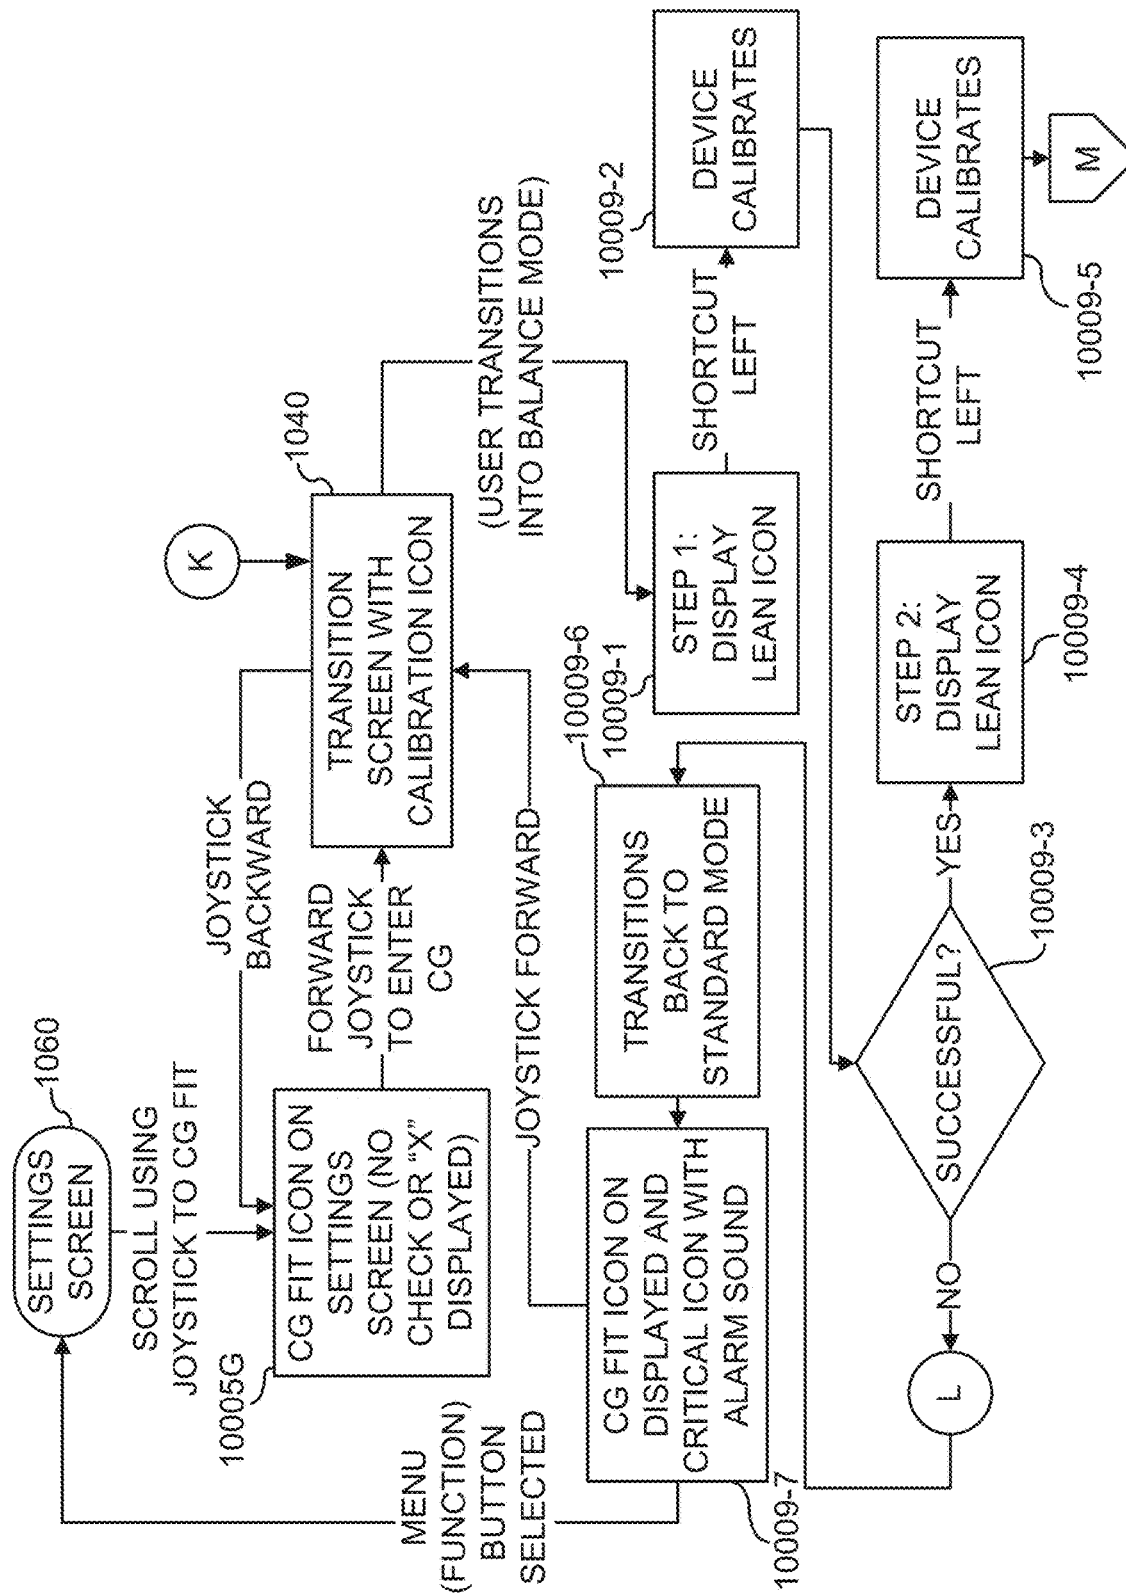 SETTINGS
SCREEN
1060
SCROLL USING
JOYSTICK TO CG FIT
JOYSTICK
BACKWARD
K
10005G
CG FIT ICON ON
SETTINGS
SCREEN (NO
CHECK OR "X"
DISPLAYED)
FORWARD
JOYSTICK
TO ENTER
CG
TRANSITION
SCREEN WITH
CALIBRATION ICON
1040
MENU
(FUNCTION)
BUTTON
SELECTED
JOYSTICK FORWARD
(USER TRANSITIONS
INTO BALANCE MODE)
CG FIT ICON ON
DISPLAYED AND
CRITICAL ICON WITH
ALARM SOUND
10009-7
TRANSITIONS
BACK TO
STANDARD MODE
10009-6
10009-1
STEP 1:
DISPLAY
LEAN ICON
SHORTCUT
LEFT
10009-2
DEVICE
CALIBRATES
L
NO
SUCCESSFUL?
10009-3
YES
STEP 2:
DISPLAY
LEAN ICON
10009-4
SHORTCUT
LEFT
DEVICE
CALIBRATES
10009-5
M